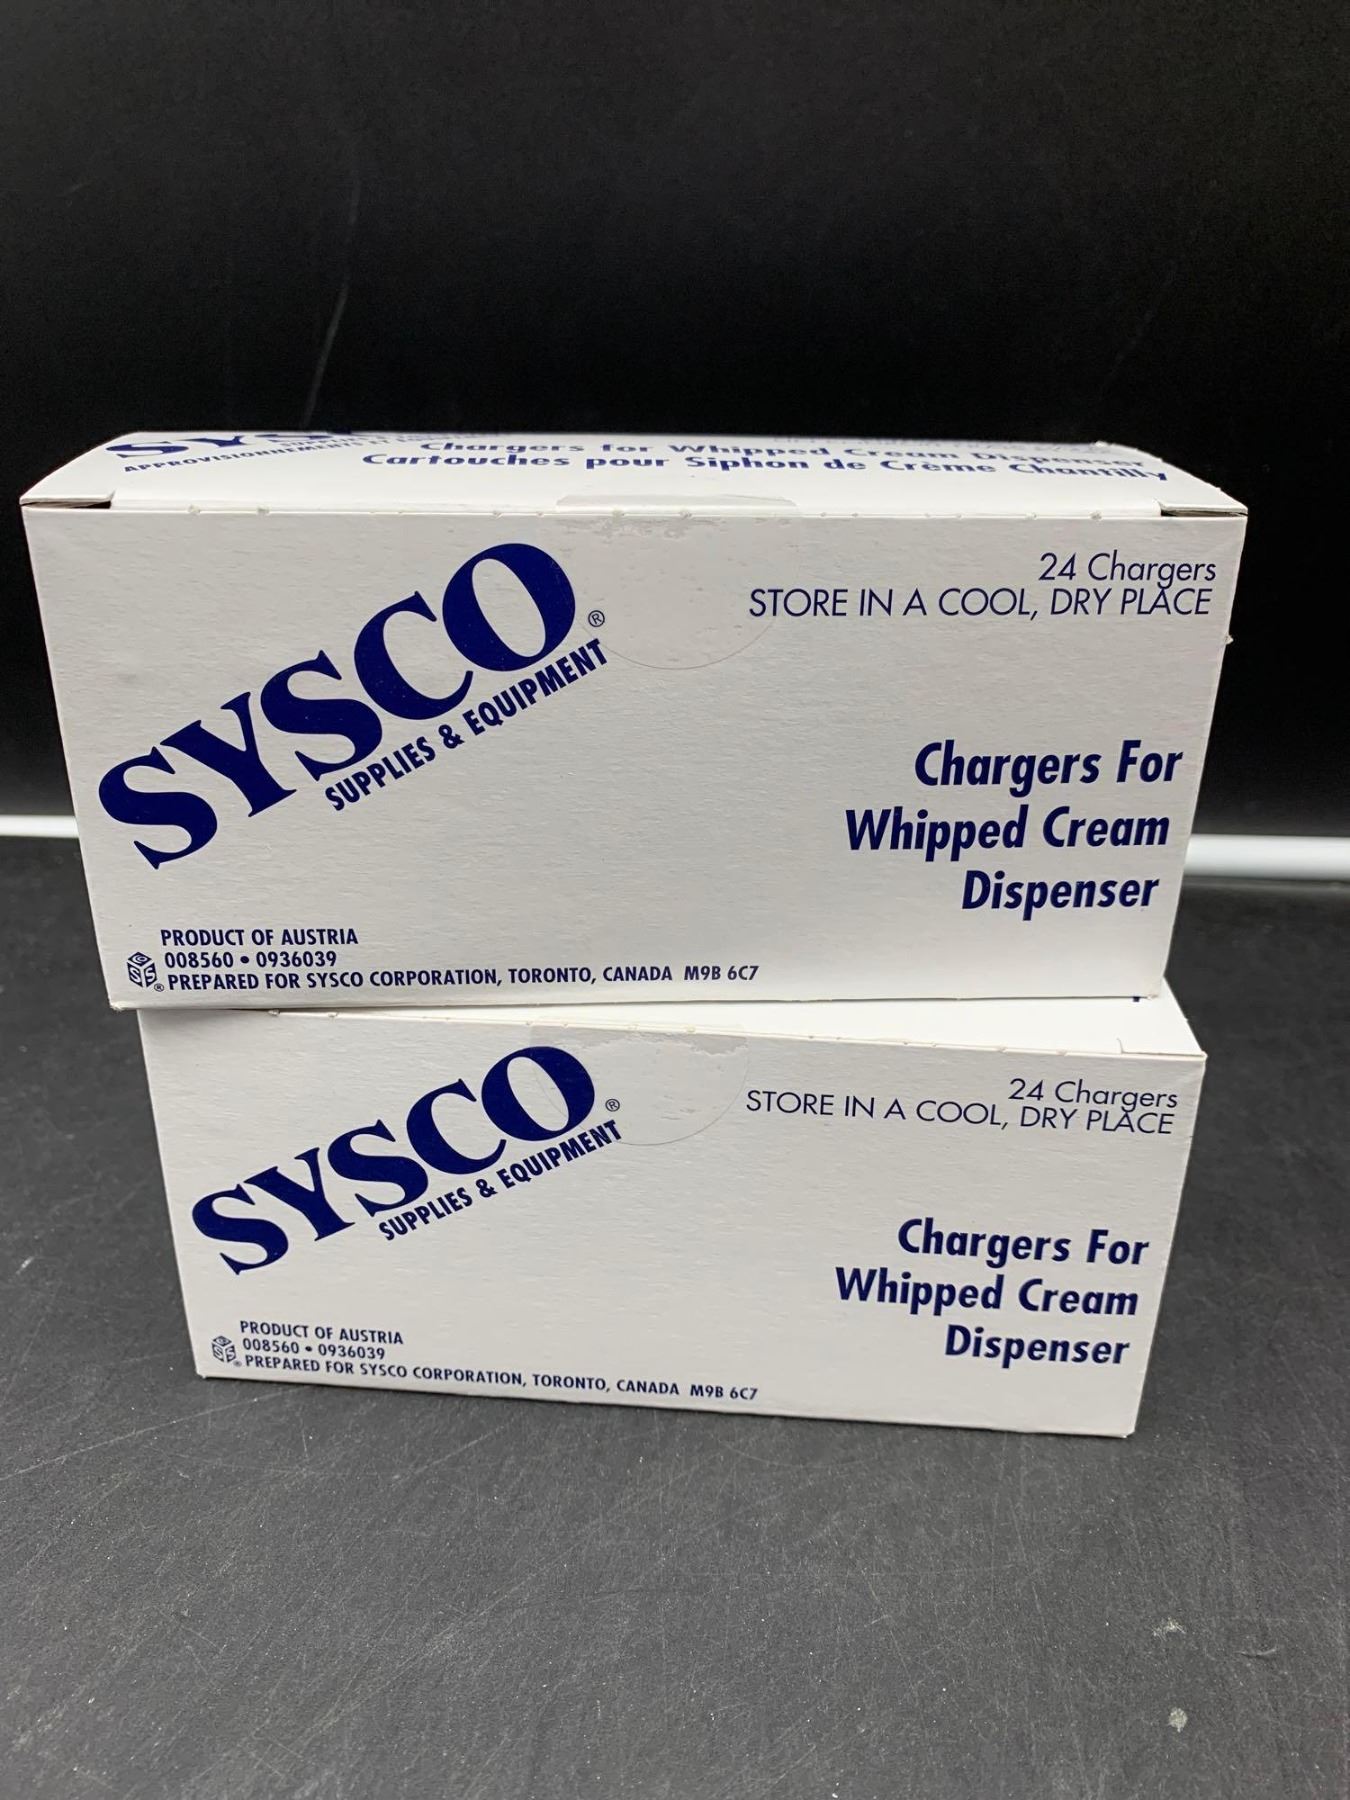 SYS
APPROVISIONNEMENTS ET
Chargers for Whipped Cream Dispenser
Cartouches pour Siphon de Crème Chantilly
SYSCO®
SUPPLIES & EQUIPMENT
24 Chargers
STORE IN A COOL, DRY PLACE
Chargers For
Whipped Cream
Dispenser
PRODUCT OF AUSTRIA
008560 • 0936039
PREPARED FOR SYSCO CORPORATION, TORONTO, CANADA M9B 6C7
SYSCO®
SUPPLIES & EQUIPMENT
24 Chargers
STORE IN A COOL, DRY PLACE
Chargers For
Whipped Cream
Dispenser
PRODUCT OF AUSTRIA
008560 • 0936039
PREPARED FOR SYSCO CORPORATION, TORONTO, CANADA M9B 6C7